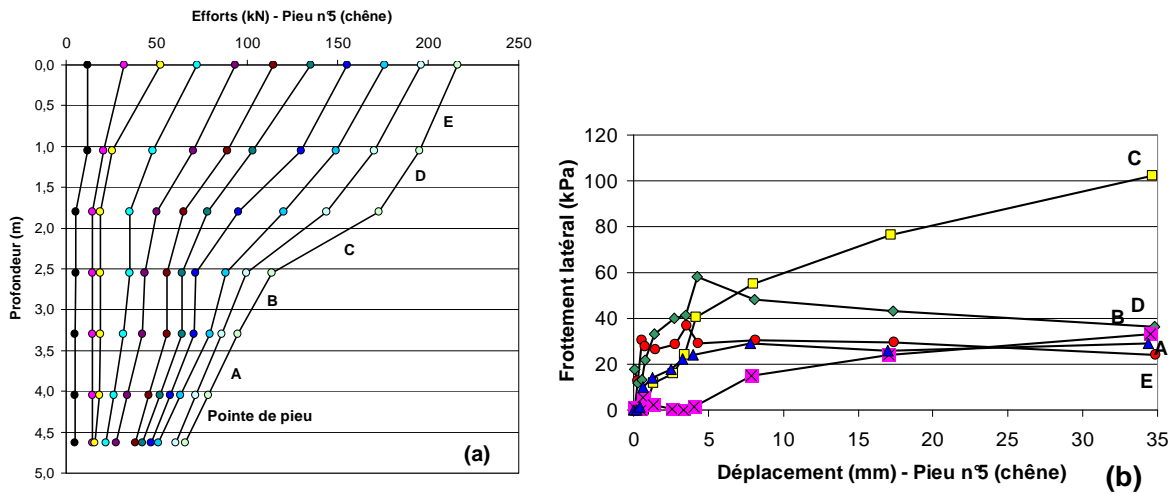 Efforts (kN) - Pieu n°5 (chêne)
0 50 100 150 200 250
0,0
0,5
1,0
1,5
2,0
2,5
3,0
3,5
4,0
4,5
5,0
Profondeur (m)
E
D
C
B
A
Pointe de pieu
(a)
120
100
80
60
40
20
0
Frottement latéral (kPa)
C
D
B
A
E
0 5 10 15 20 25 30 35
Déplacement (mm) - Pieu n°5 (chêne)
(b)